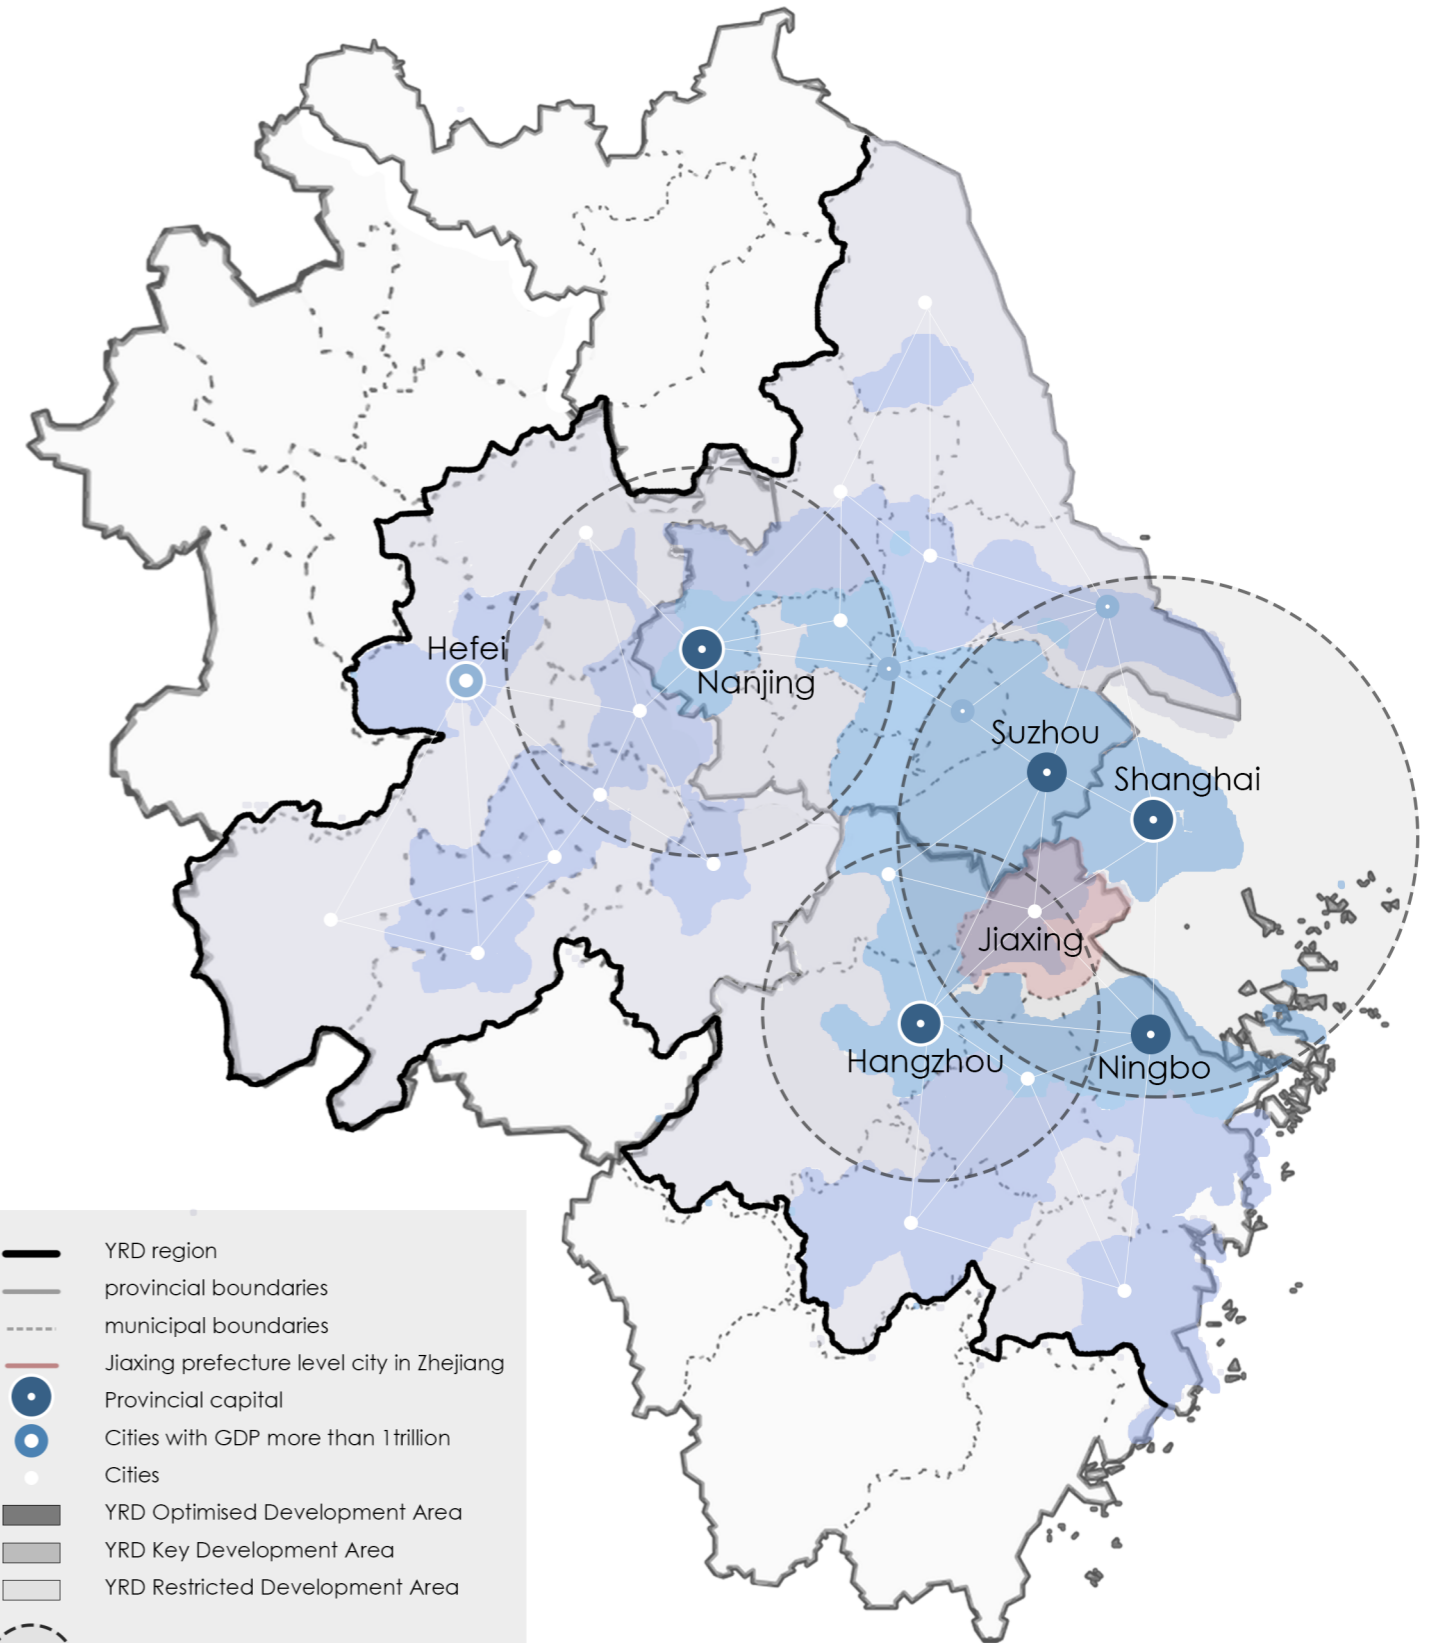 Hefei
Nanjing
Suzhou
Shanghai
Jiaxing
Hangzhou
Ningbo
YRD region
provincial boundaries
municipal boundaries
Jiaxing prefecture level city in Zhejiang
Provincial capital
Cities with GDP more than 1trillion
Cities
YRD Optimised Development Area
YRD Key Development Area
YRD Restricted Development Area